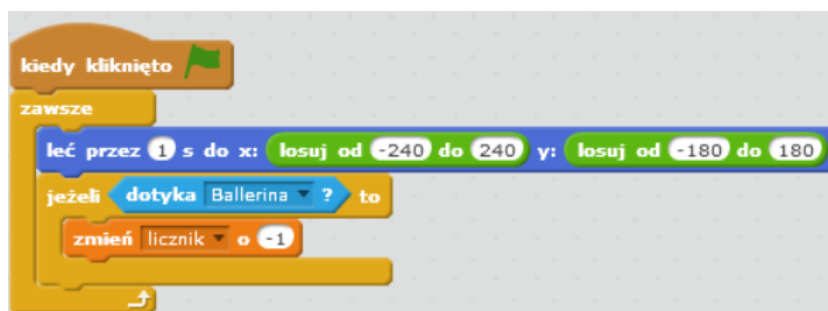 kiedy kliknięto
zawsze
leć przez 1 s do x: losuj od -240 do 240 y: losuj od -180 do 180
jeżeli dotyka Ballerina ? to
zmień licznik o -1